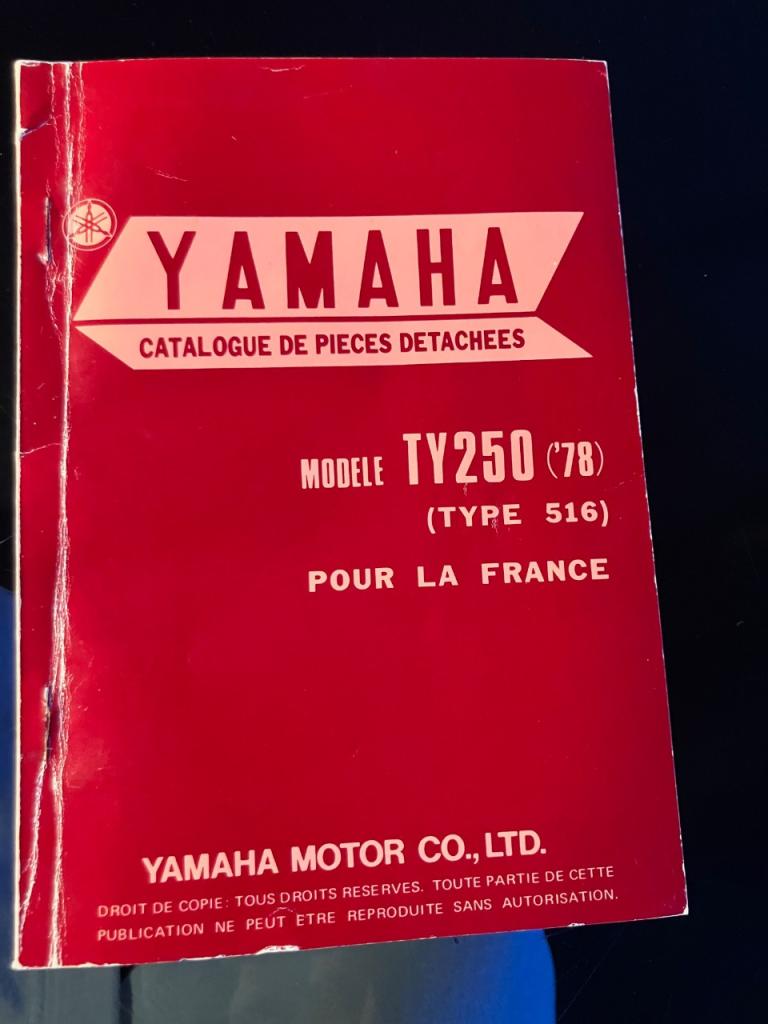 YAMAHA
CATALOGUE DE PIECES DETACHEES
MODELE TY250 ('78)
(TYPE 516)
POUR LA FRANCE
YAMAHA MOTOR CO., LTD.
DROIT DE COPIE: TOUS DROITS RESERVES. TOUTE PARTIE DE CETTE
PUBLICATION NE PEUT ETRE REPRODUITE SANS AUTORISATION.